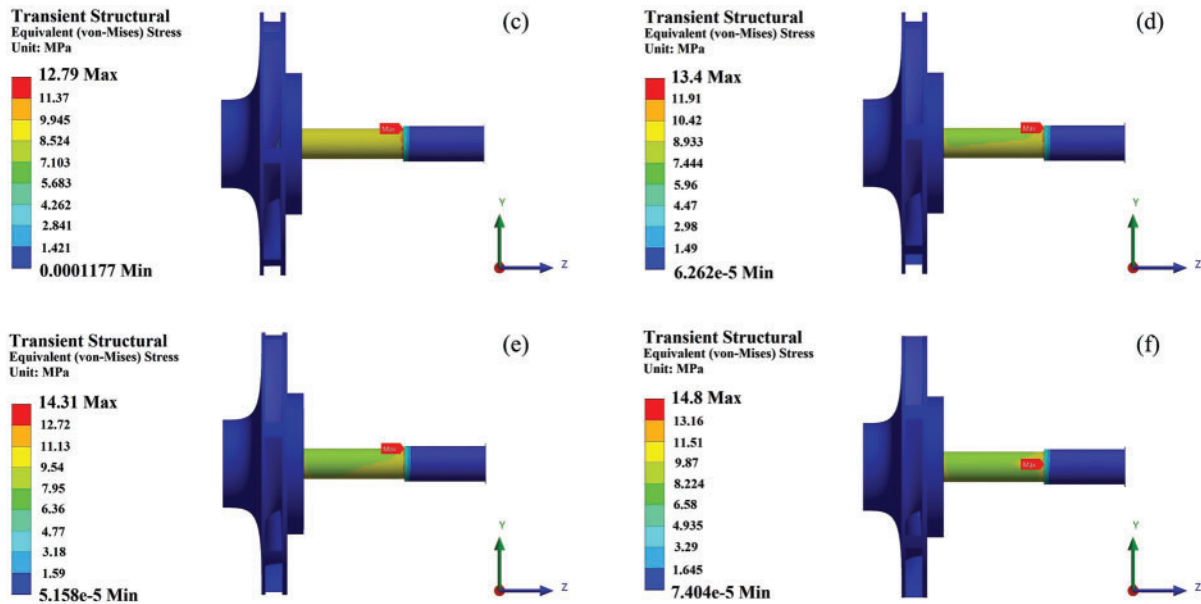 Transient Structural
Equivalent (von-Mises) Stress
Unit: MPa
(c)
12.79 Max
11.37
9.945
8.524
7.103
5.683
4.262
2.841
1.421
0.0001177 Min
Max
Y
Z
Transient Structural
Equivalent (von-Mises) Stress
Unit: MPa
(d)
13.4 Max
11.91
10.42
8.933
7.444
5.96
4.47
2.98
1.49
6.262e-5 Min
Max
Y
Z
Transient Structural
Equivalent (von-Mises) Stress
Unit: MPa
(e)
14.31 Max
12.72
11.13
9.54
7.95
6.36
4.77
3.18
1.59
5.158e-5 Min
Max
Y
Z
Transient Structural
Equivalent (von-Mises) Stress
Unit: MPa
(f)
14.8 Max
13.16
11.51
9.87
8.224
6.58
4.935
3.29
1.645
7.404e-5 Min
Max
Y
Z